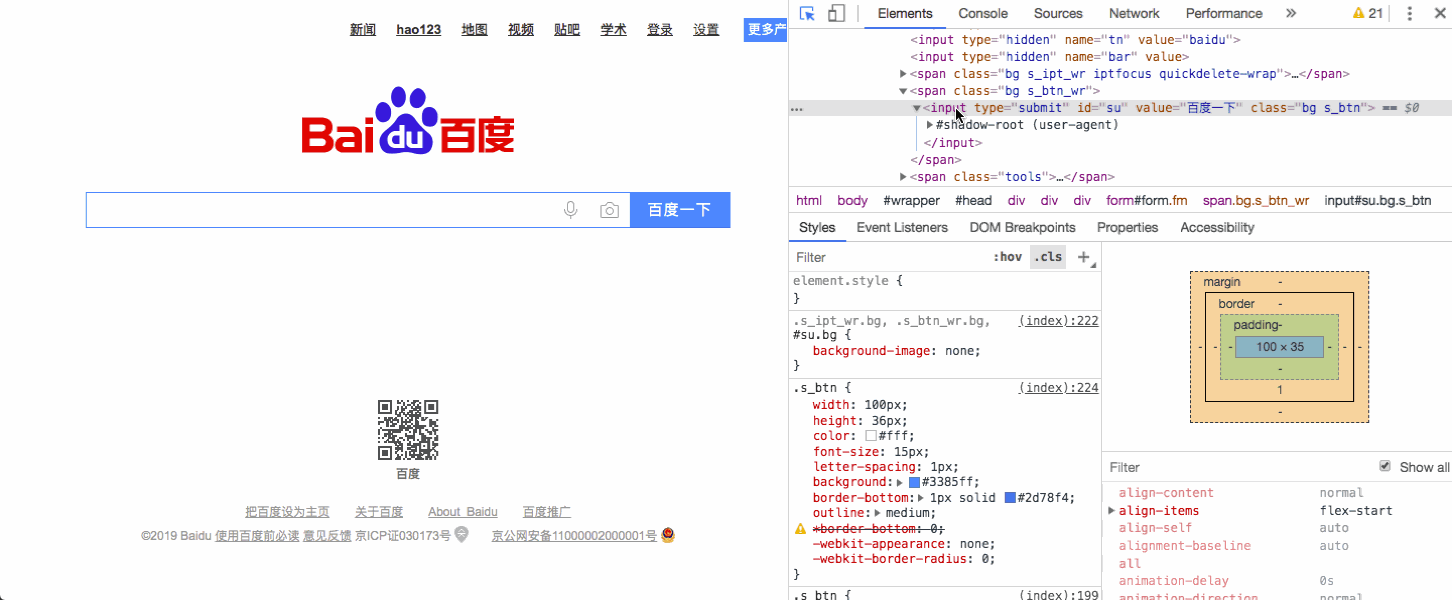 新闻 hao123 地图 视频 贴吧 学术 登录 设置 更多产
Bai du 百度
百度一下
百度
把百度设为主页 关于百度 About Baidu 百度推广
©2019 Baidu 使用百度前必读 意见反馈 京ICP证030173号 京公网安备11000002000001号
Elements Console Sources Network Performance » 21
<input type="hidden" name="tn" value="baidu">
<input type="hidden" name="bar" value>
<span class="bg s_ipt_wr iptfocus quickdelete-wrap">…</span>
<span class="bg s_btn_wr">
… <input type="submit" id="su" value="百度一下" class="bg s_btn"> == $0
#shadow-root (user-agent)
</input>
</span>
<span class="tools">…</span>
html body #wrapper #head div div div form#form.fm span.bg.s_btn_wr input#su.bg.s_btn
Styles Event Listeners DOM Breakpoints Properties Accessibility
Filter :hov .cls +
element.style {
}
.s_ipt_wr.bg, .s_btn_wr.bg, (index):222
#su.bg {
background-image: none;
}
.s_btn { (index):224
width: 100px;
height: 36px;
color: #fff;
font-size: 15px;
letter-spacing: 1px;
background: #3385ff;
border-bottom: 1px solid #2d78f4;
outline: medium;
*border-bottom: 0;
-webkit-appearance: none;
-webkit-border-radius: 0;
}
.s_btn { (index):199
margin -
border -
padding-
- - - 100 × 35 - - -
-
1
-
Filter Show all
align-content normal
align-items flex-start
align-self auto
alignment-baseline auto
all
animation-delay 0s
animation-direction normal